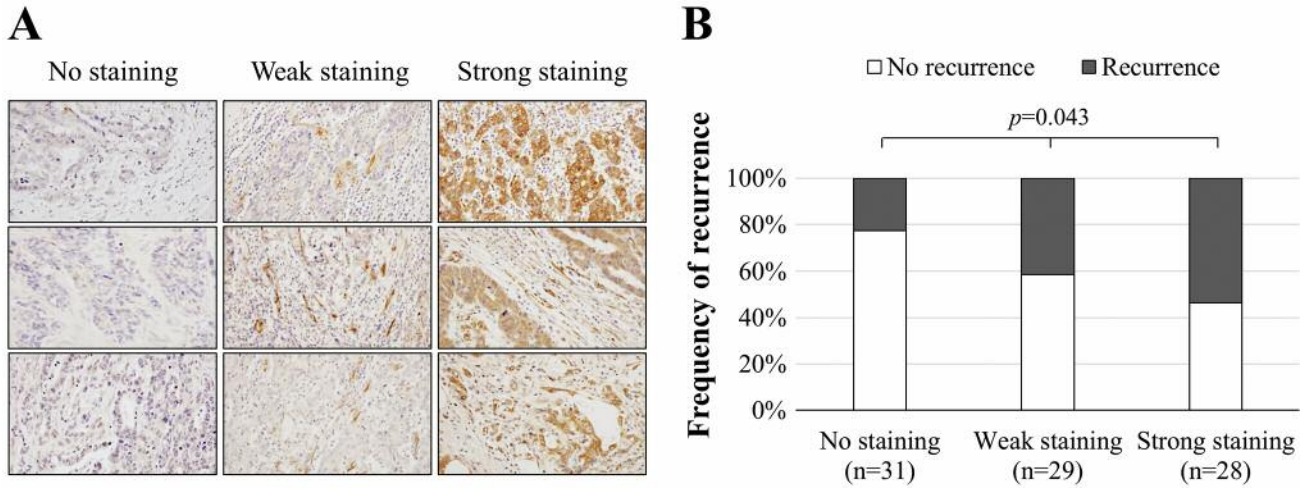 A
No staining
Weak staining
Strong staining
B
No recurrence
Recurrence
p=0.043
Frequency of recurrence
100%
80%
60%
40%
20%
0%
No staining
(n=31)
Weak staining
(n=29)
Strong staining
(n=28)